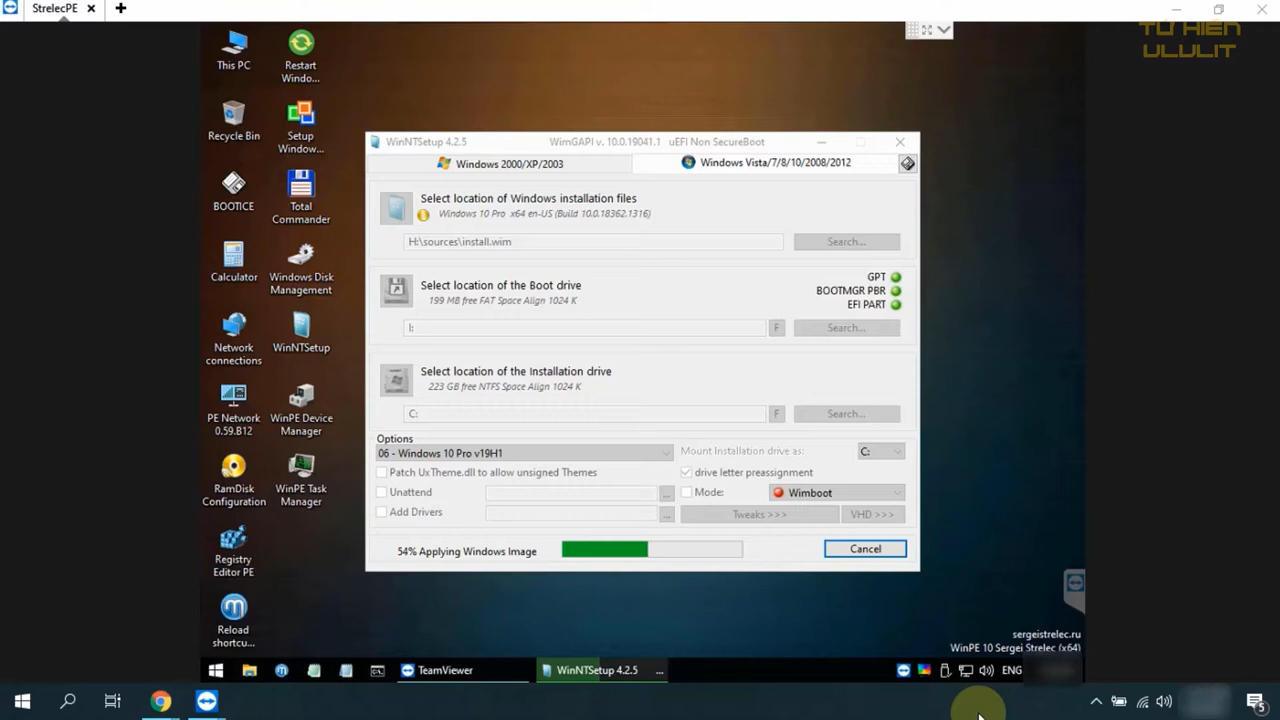 StrelecPE
TỪ HIỂN
ULULIT
This PC
Restart
Windo...
Recycle Bin
Setup
Window...
BOOTICE
Total
Commander
Calculator
Windows Disk
Management
Network
connections
WinNTSetup
PE Network
0.59.B12
WinPE Device
Manager
RamDisk
Configuration
WinPE Task
Manager
Registry
Editor PE
Reload
shortcu...
WinNTSetup 4.2.5
WimGAPI v. 10.0.19041.1
uEFI Non SecureBoot
Windows 2000/XP/2003
Windows Vista/7/8/10/2008/2012
Select location of Windows installation files
Windows 10 Pro x64 en-US (Build 10.0.18362.1316)
H:\sources\install.wim
Search...
Select location of the Boot drive
199 MB free FAT Space Align 1024 K
GPT
BOOTMGR PBR
EFI PART
I:
F
Search...
Select location of the Installation drive
223 GB free NTFS Space Align 1024 K
C:
F
Search...
Options
06 - Windows 10 Pro v19H1
Mount Installation drive as:
C:
Patch UxTheme.dll to allow unsigned Themes
drive letter preassignment
Unattend
...
Mode:
Wimboot
Add Drivers
...
Tweaks >>>
VHD >>>
54% Applying Windows Image
Cancel
sergeistrelec.ru
WinPE 10 Sergei Strelec (x64)
TeamViewer
WinNTSetup 4.2.5
...
ENG
5